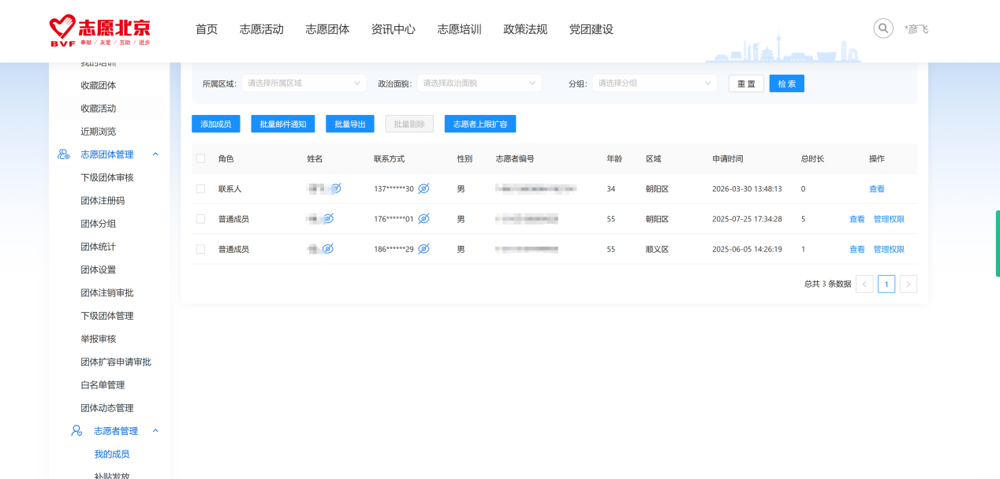 志愿北京
BVF 奉献 / 友爱 / 互助 / 进步
首页 志愿活动 志愿团体 资讯中心 志愿培训 政策法规 党团建设
*彦飞
我的培训
收藏团体
收藏活动
近期浏览
志愿团体管理
下级团体审核
团体注册码
团体分组
团体统计
团体设置
团体注销审批
下级团体管理
举报审核
团体扩容申请审批
白名单管理
团体动态管理
志愿者管理
我的成员
补贴发放
所属区域: 请选择所属区域 政治面貌: 请选择政治面貌 分组: 请选择分组 重 置 检 索
添加成员 批量邮件通知 批量导出 批量删除 志愿者上限扩容
角色 姓名 联系方式 性别 志愿者编号 年龄 区域 申请时间 总时长 操作
联系人 137******30 男 34 朝阳区 2026-03-30 13:48:13 0 查看
普通成员 176******01 男 55 朝阳区 2025-07-25 17:34:28 5 查看 管理权限
普通成员 186******29 男 55 顺义区 2025-06-05 14:26:19 1 查看 管理权限
总共 3 条数据 < 1 >